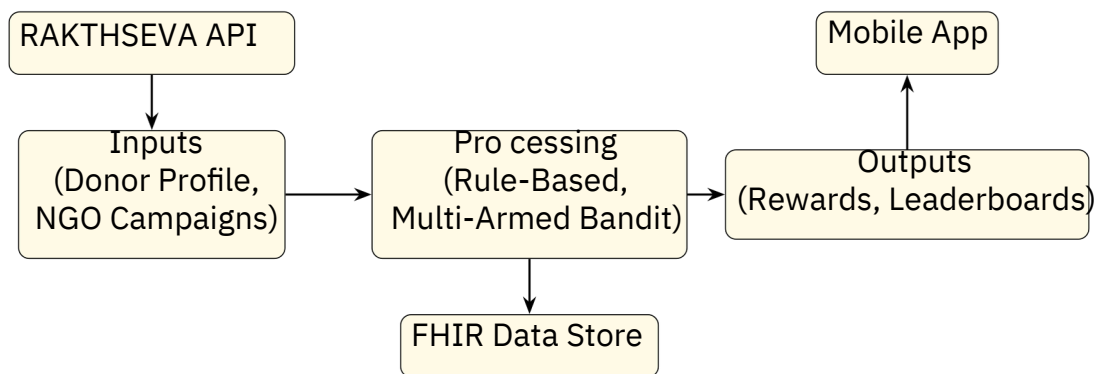 RAKTHSEVA API
Mobile App
Inputs
(Donor Profile,
NGO Campaigns)
Pro cessing
(Rule-Based,
Multi-Armed Bandit)
Outputs
(Rewards, Leaderboards)
FHIR Data Store